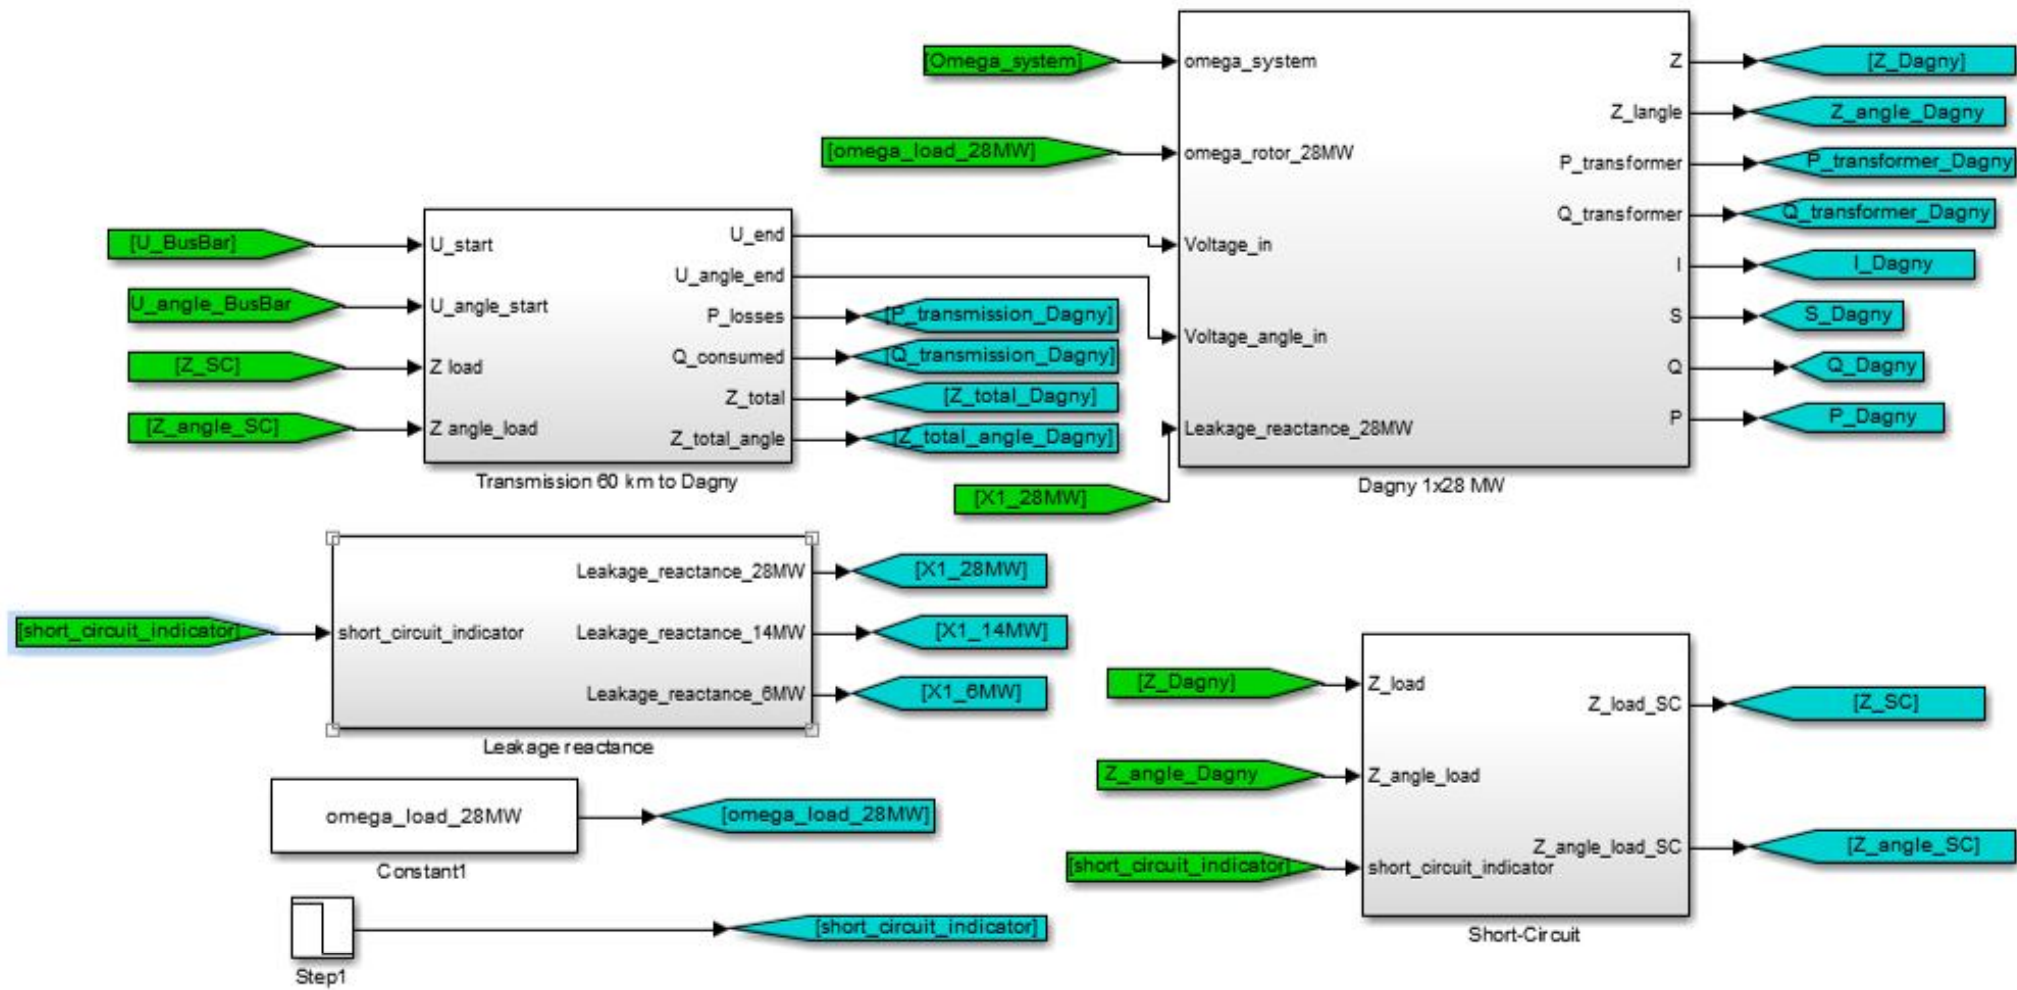 [Omega_system]
omega_system
Z
[Z_Dagny]
Z_langle
Z_angle_Dagny
[omega_load_28MW]
omega_rotor_28MW
P_transformer
P_transformer_Dagny
Q_transformer
Q_transformer_Dagny
[U_BusBar]
U_start
U_end
Voltage_in
I
I_Dagny
U_angle_end
U_angle_BusBar
U_angle_start
P_losses
[P_transmission_Dagny]
S
S_Dagny
Voltage_angle_in
[Z_SC]
Z load
Q_consumed
[Q_transmission_Dagny]
Q
Q_Dagny
Z_total
[Z_total_Dagny]
[Z_angle_SC]
Z angle_load
Z_total_angle
[Z_total_angle_Dagny]
Leakage_reactance_28MW
P
P_Dagny
Transmission 60 km to Dagny
[X1_28MW]
Dagny 1x28 MW
Leakage_reactance_28MW
[X1_28MW]
[short_circuit_indicator]
short_circuit_indicator
Leakage_reactance_14MW
[X1_14MW]
Leakage_reactance_6MW
[X1_6MW]
Leakage reactance
[Z_Dagny]
Z_load
Z_load_SC
[Z_SC]
Z_angle_Dagny
Z_angle_load
omega_load_28MW
[omega_load_28MW]
Constant1
Z_angle_load_SC
[Z_angle_SC]
[short_circuit_indicator]
short_circuit_indicator
Short-Circuit
[short_circuit_indicator]
Step1